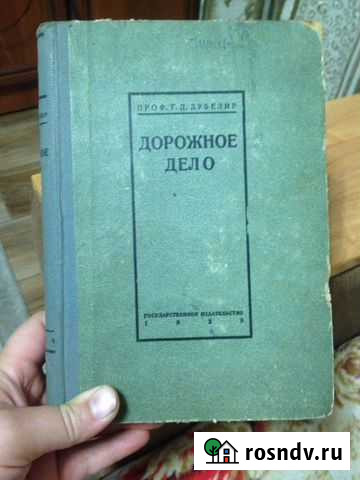 ПРОФ. Г. Д. ДУБЕЛИР
ДОРОЖНОЕ
ДЕЛО
ГОСУДАРСТВЕННОЕ ИЗДАТЕЛЬСТВО
rosndv.ru